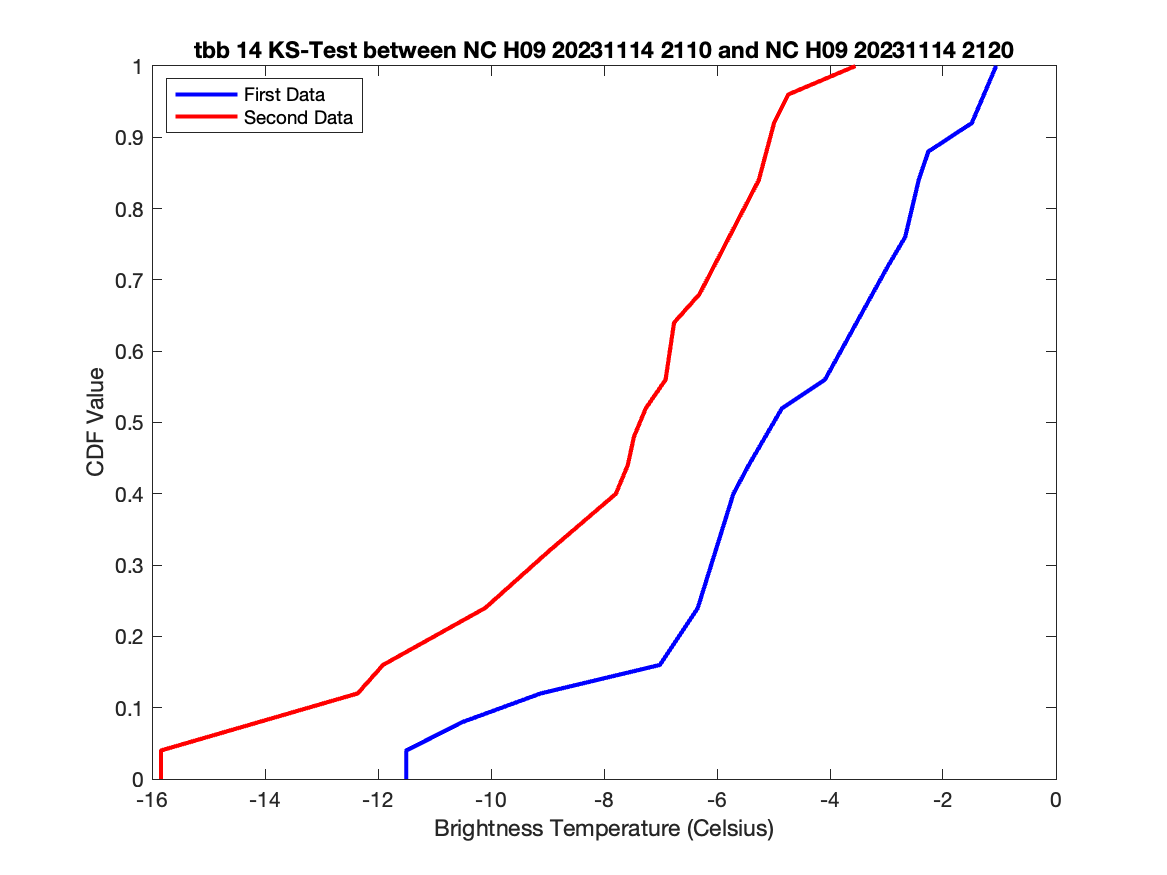 tbb 14 KS-Test between NC H09 20231114 2110 and NC H09 20231114 2120
First Data
Second Data
1
0.9
0.8
0.7
0.6
0.5
0.4
0.3
0.2
0.1
0
CDF Value
-16 -14 -12 -10 -8 -6 -4 -2 0
Brightness Temperature (Celsius)